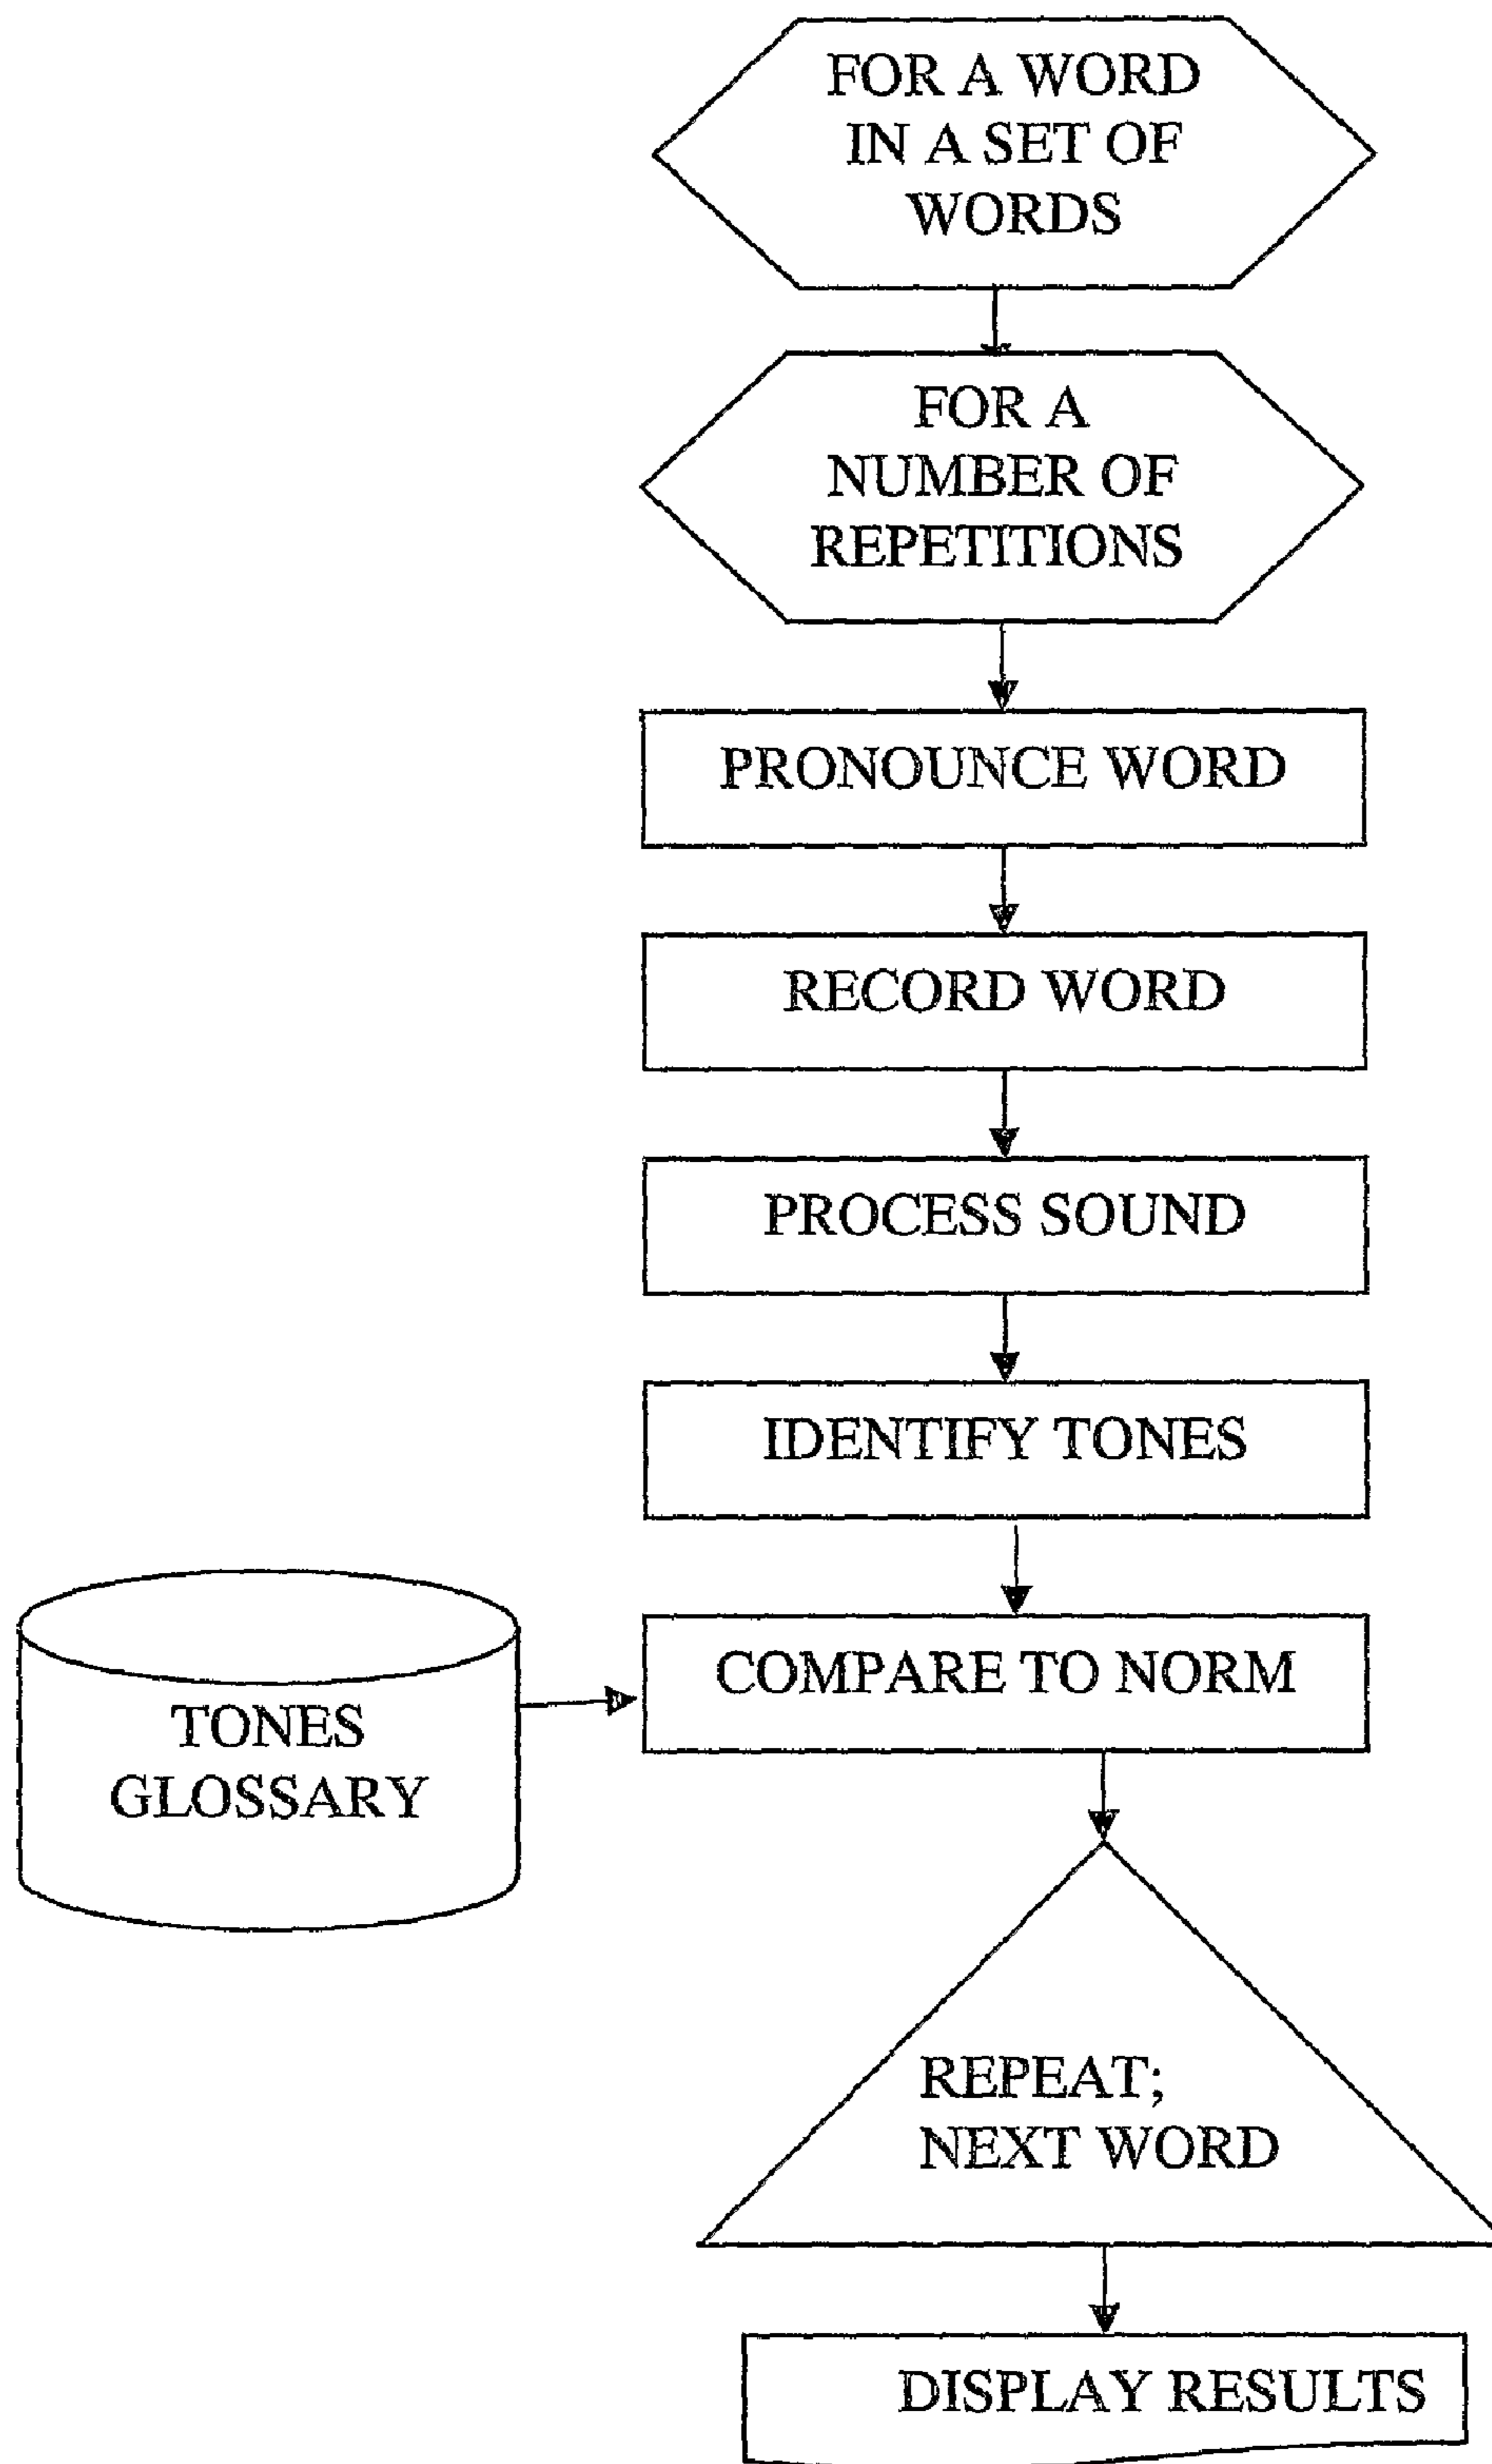 FOR A WORD
IN A SET OF
WORDS
FOR A
NUMBER OF
REPETITIONS
PRONOUNCE WORD
RECORD WORD
PROCESS SOUND
IDENTIFY TONES
COMPARE TO NORM
TONES
GLOSSARY
REPEAT;
NEXT WORD
DISPLAY RESULTS